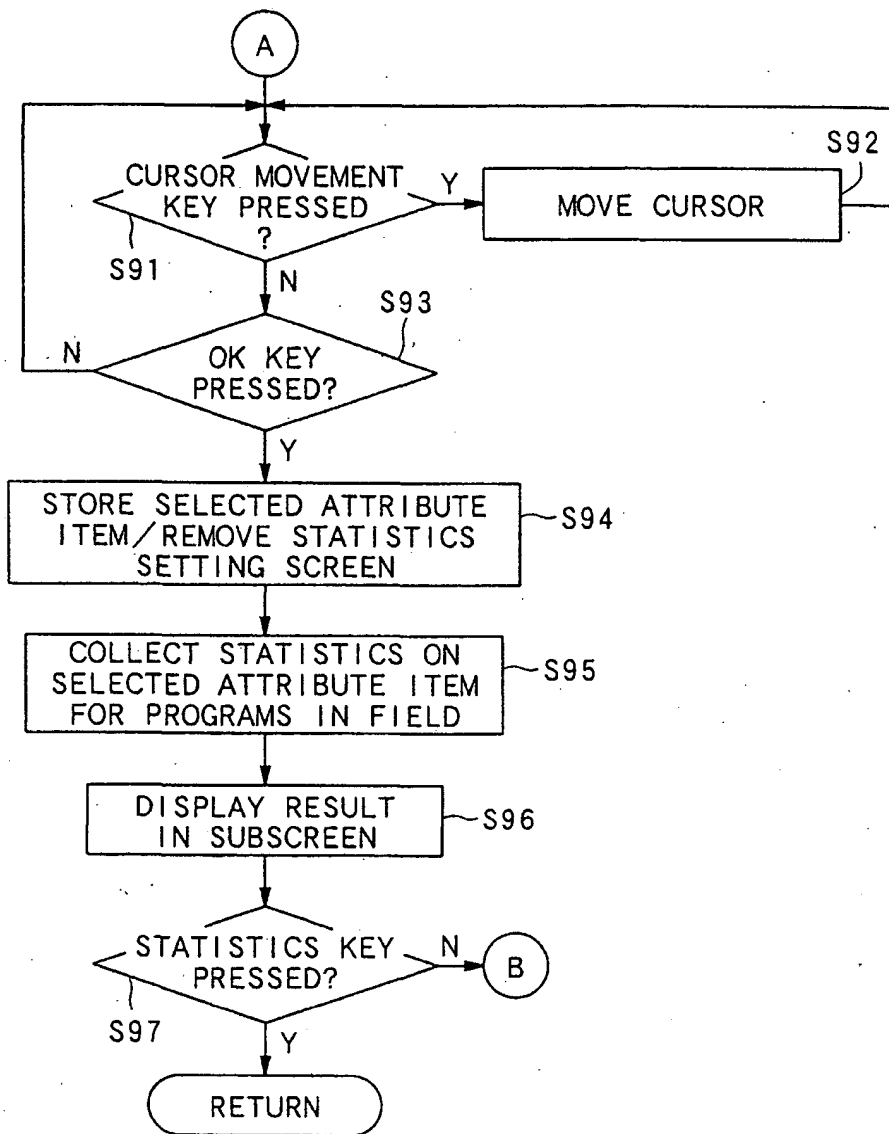 A
CURSOR MOVEMENT
KEY PRESSED
?
Y
S91
N
S92
MOVE CURSOR
S93
OK KEY
PRESSED?
N
Y
STORE SELECTED ATTRIBUTE
ITEM/REMOVE STATISTICS
SETTING SCREEN
S94
COLLECT STATISTICS ON
SELECTED ATTRIBUTE ITEM
FOR PROGRAMS IN FIELD
S95
DISPLAY RESULT
IN SUBSCREEN
S96
STATISTICS KEY
PRESSED?
N
B
S97
Y
RETURN